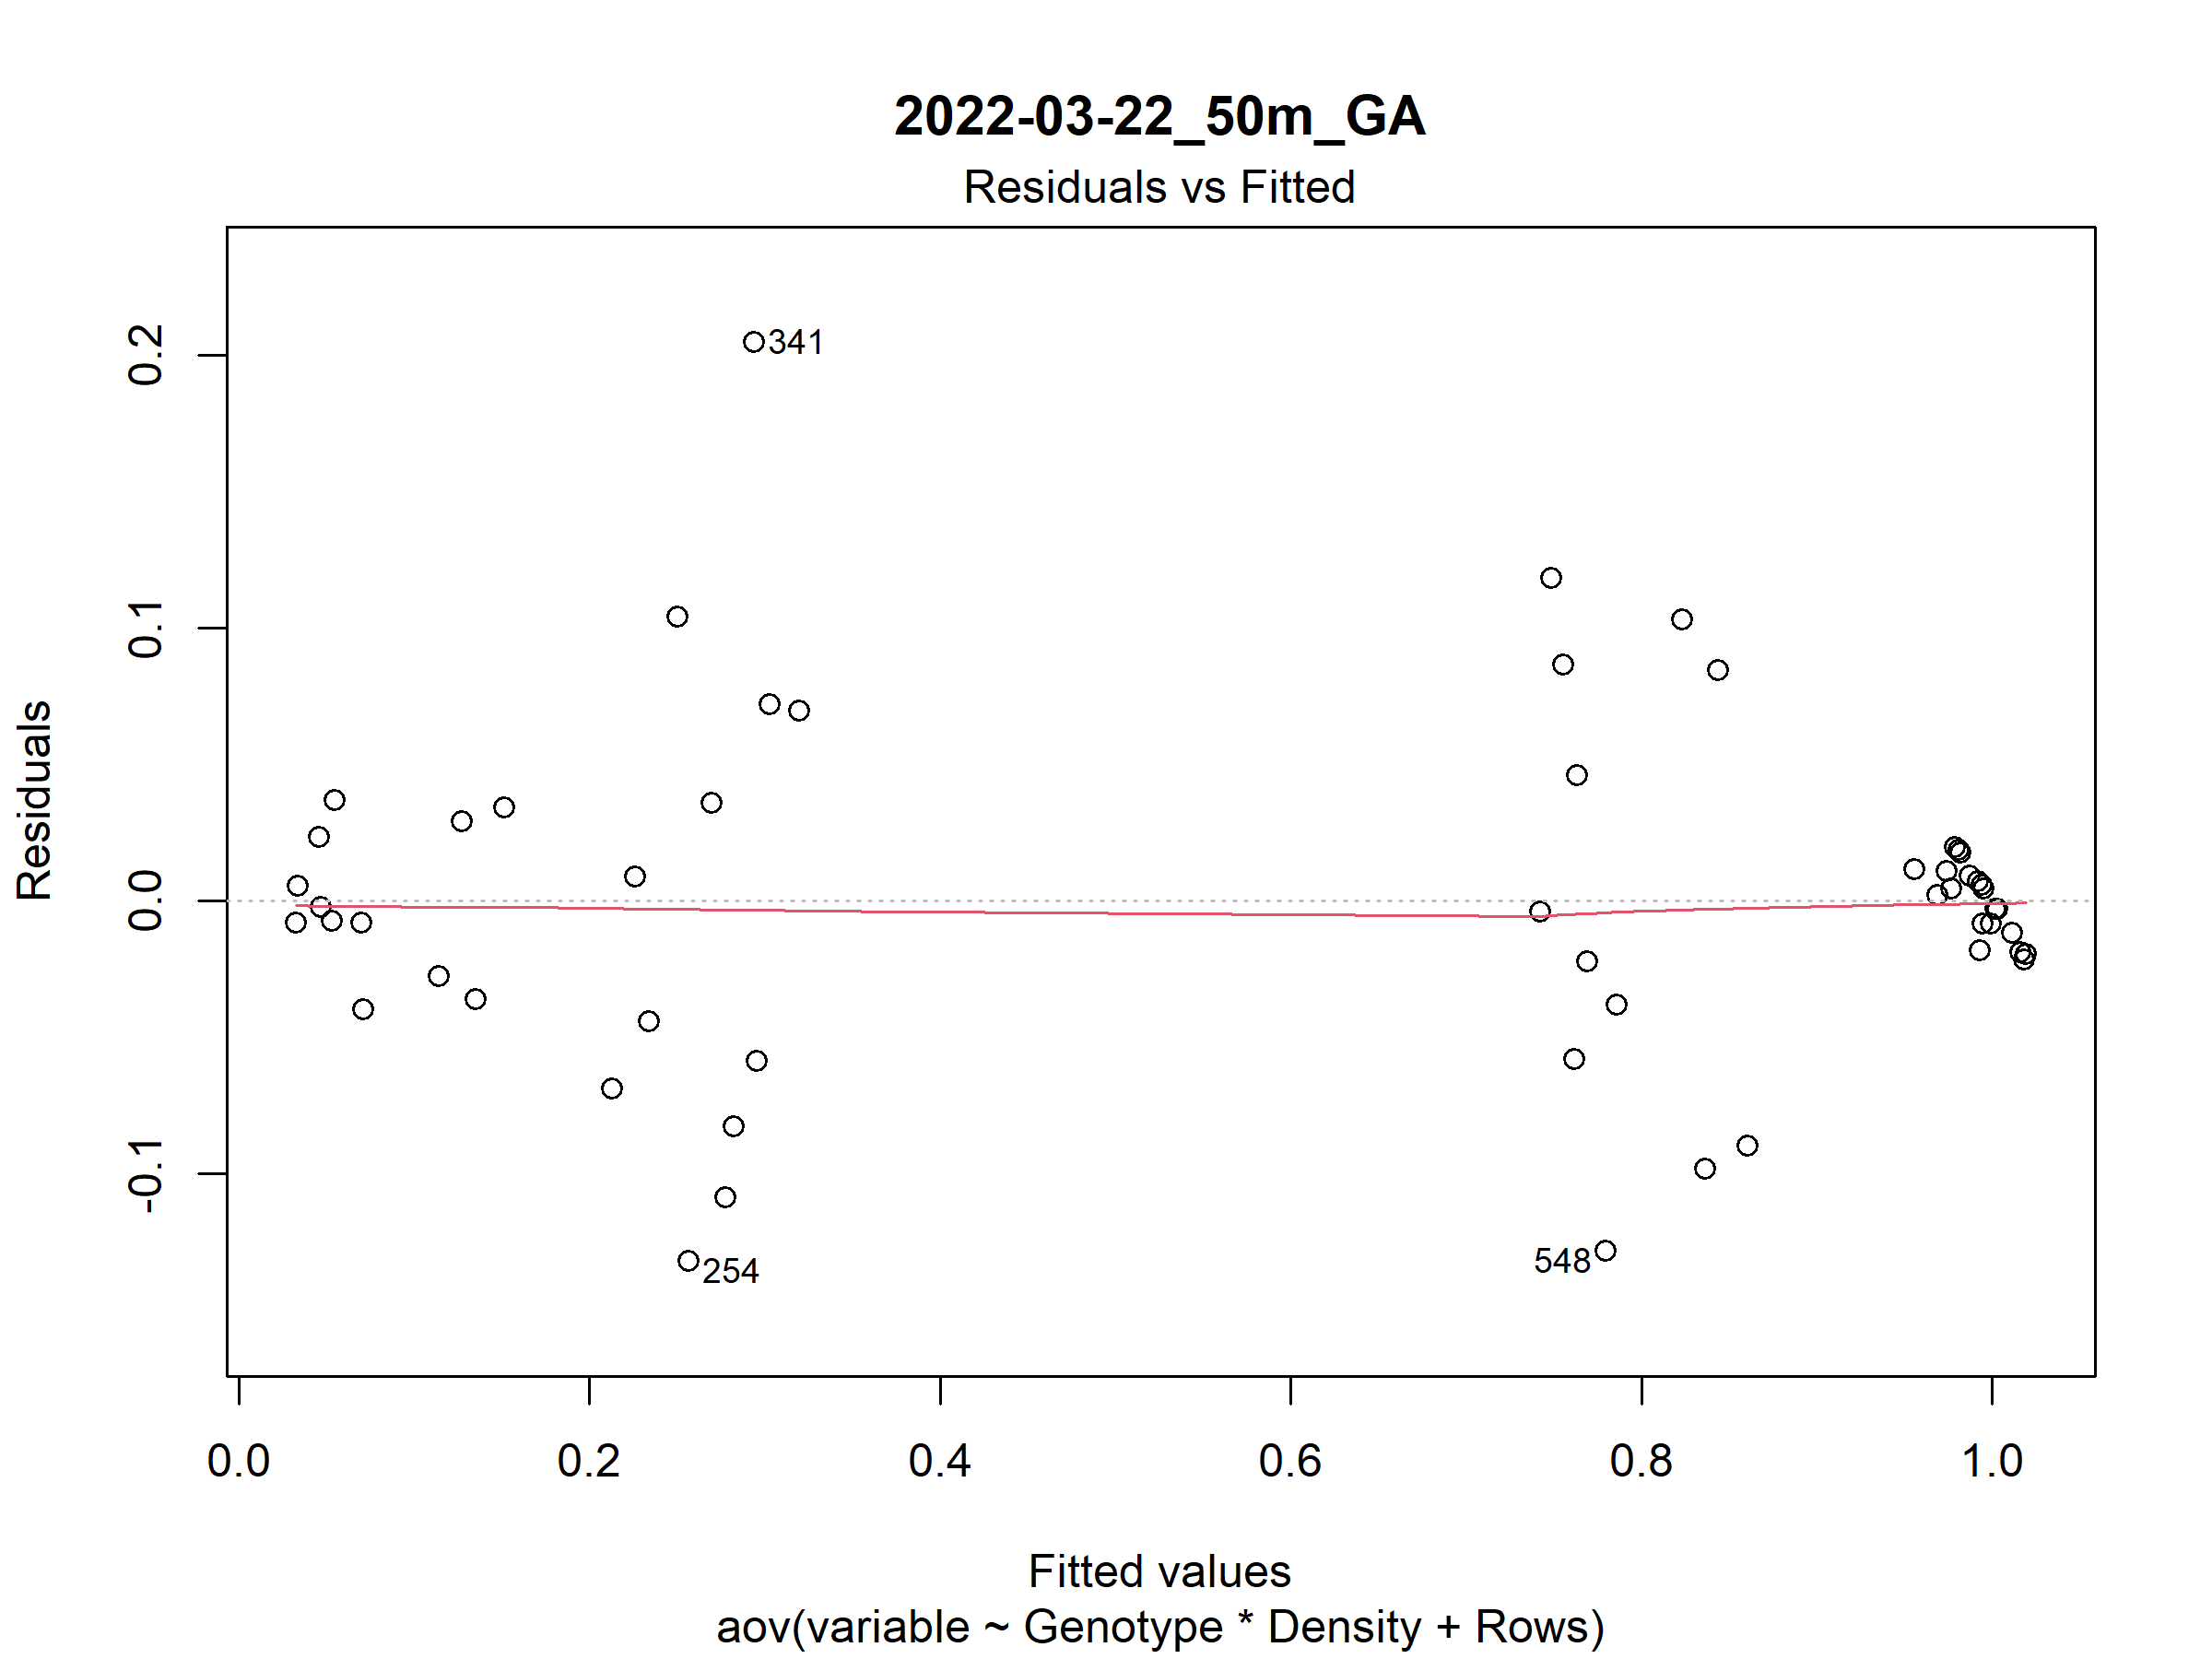 2022-03-22_50m_GA
Residuals vs Fitted
Residuals
0.2
0.1
0.0
-0.1
341
254
548
0.0 0.2 0.4 0.6 0.8 1.0
Fitted values
aov(variable ~ Genotype * Density + Rows)